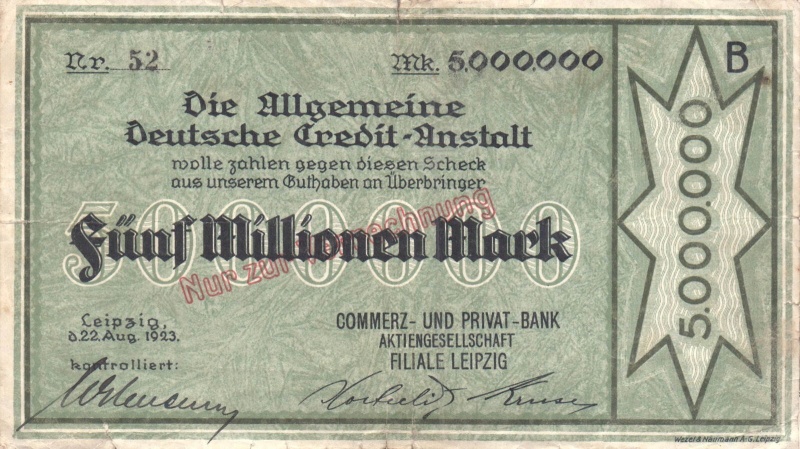 Nr. 52
Mk. 5.000.000
B
Die Allgemeine
Deutsche Credit-Anstalt
wolle zahlen gegen diesen Scheck
aus unserem Guthaben an Überbringer
Fünf Millionen Mark
5000000
Nur zur Verrechnung
Leipzig,
d. 22. Aug. 1923.
kontrolliert:
COMMERZ- UND PRIVAT-BANK
AKTIENGESELLSCHAFT
FILIALE LEIPZIG
5.000.000
Wezel & Naumann A.-G. Leipzig